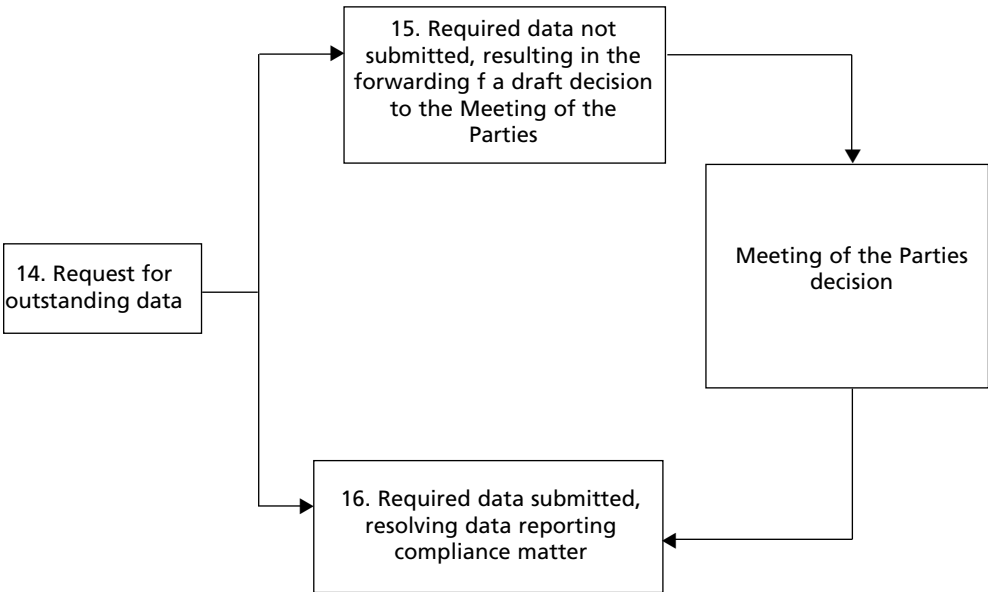 15. Required data not
submitted, resulting in the
forwarding f a draft decision
to the Meeting of the
Parties
Meeting of the Parties
decision
14. Request for
outstanding data
16. Required data submitted,
resolving data reporting
compliance matter